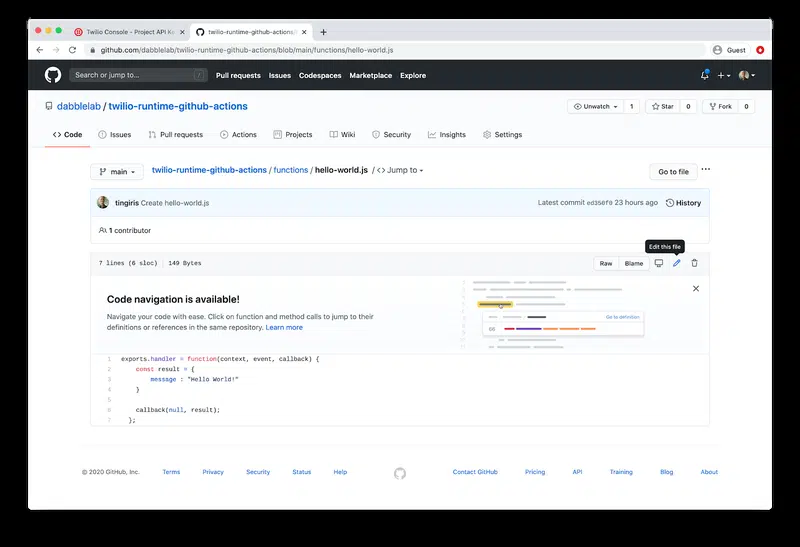 Twilio Console - Project API Ke
twilio-runtime-github-actions
github.com/dabblelab/twilio-runtime-github-actions/blob/main/functions/hello-world.js
Guest
Search or jump to...
/
Pull requests
Issues
Codespaces
Marketplace
Explore
dabblelab / twilio-runtime-github-actions
Unwatch
1
Star
0
Fork
0
Code
Issues
Pull requests
Actions
Projects
Wiki
Security
Insights
Settings
main
twilio-runtime-github-actions / functions / hello-world.js / <> Jump to
Go to file
tingiris Create hello-world.js
Latest commit ed350f0 23 hours ago
History
1 contributor
Edit this file
7 lines (6 sloc) | 149 Bytes
Raw
Blame
Code navigation is available!
Navigate your code with ease. Click on function and method calls to jump to their
definitions or references in the same repository. Learn more
Go to definition
66
1 exports.handler = function(context, event, callback) {
2 const result = {
3 message : "Hello World!"
4 }
5
6 callback(null, result);
7 };
© 2020 GitHub, Inc.
Terms
Privacy
Security
Status
Help
Contact GitHub
Pricing
API
Training
Blog
About